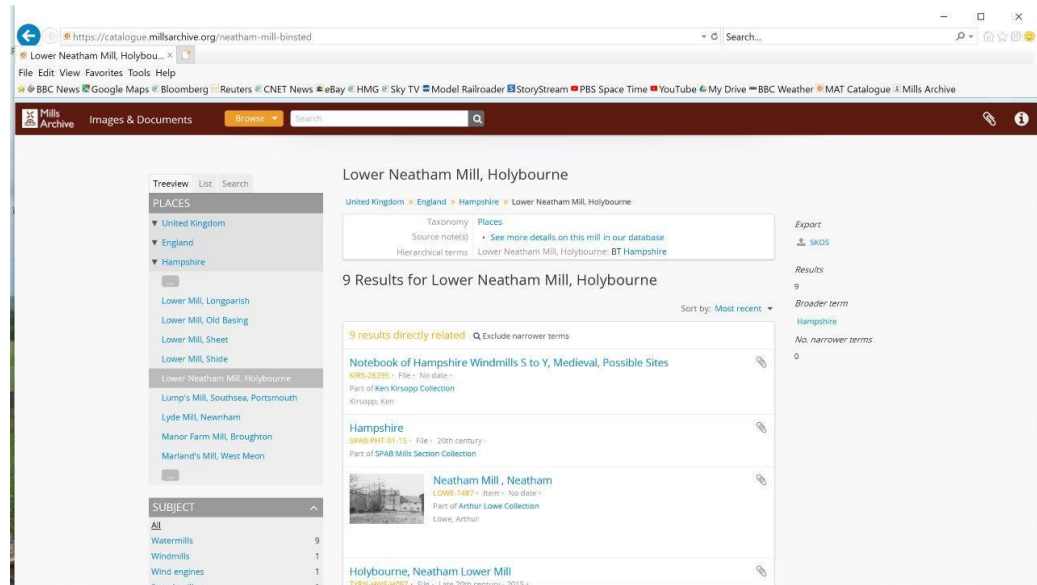 https://catalogue.millsarchive.org/neatham-mill-binsted
Search...
Lower Neatham Mill, Holybou...
File Edit View Favorites Tools Help
BBC News Google Maps Bloomberg Reuters CNET News eBay HMG Sky TV Model Railroader StoryStream PBS Space Time YouTube My Drive BBC Weather MAT Catalogue Mills Archive
Mills Archive
Images & Documents
Browse
Search
Treeview List Search
PLACES
United Kingdom
England
Hampshire
...
Lower Mill, Longparish
Lower Mill, Old Basing
Lower Mill, Sheet
Lower Mill, Shide
Lower Neatham Mill, Holybourne
Lump's Mill, Southsea, Portsmouth
Lyde Mill, Newnham
Manor Farm Mill, Broughton
Marland's Mill, West Meon
...
SUBJECT
All
Watermills 9
Windmills 1
Wind engines 1
Lower Neatham Mill, Holybourne
United Kingdom » England » Hampshire » Lower Neatham Mill, Holybourne
Taxonomy Places
Source note(s) • See more details on this mill in our database
Hierarchical terms Lower Neatham Mill, Holybourne: BT Hampshire
9 Results for Lower Neatham Mill, Holybourne
Sort by: Most recent
9 results directly related Exclude narrower terms
Notebook of Hampshire Windmills S to Y, Medieval, Possible Sites
KIRS-28295 · File · No date ·
Part of Ken Kirsopp Collection
Kirsopp, Ken
Hampshire
SPAB-PHT-01-15 · File · 20th century ·
Part of SPAB Mills Section Collection
Neatham Mill , Neatham
LOWE-1487 · Item · No date ·
Part of Arthur Lowe Collection
Lowe, Arthur
Holybourne, Neatham Lower Mill
File · Late 20th century - 2015 ·
Export
SKOS
Results
9
Broader term
Hampshire
No. narrower terms
0